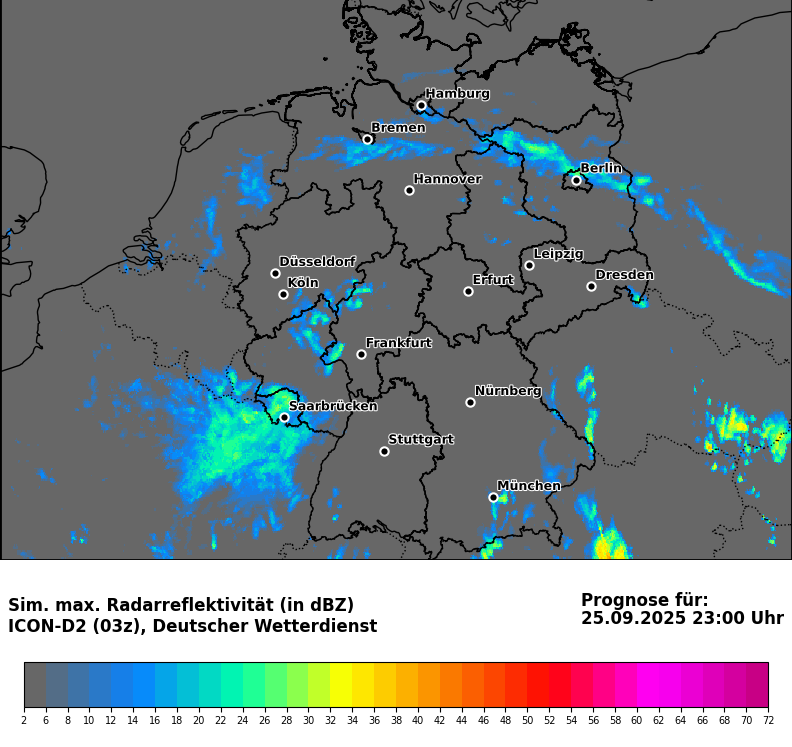 Hamburg
Bremen
Berlin
Hannover
Leipzig
Düsseldorf
Dresden
Köln
Erfurt
Frankfurt
Nürnberg
Saarbrücken
Stuttgart
München
Sim. max. Radarreflektivität (in dBZ)
ICON-D2 (03z), Deutscher Wetterdienst
Prognose für:
25.09.2025 23:00 Uhr
2 6 8 10 12 14 16 18 20 22 24 26 28 30 32 34 36 38 40 42 44 46 48 50 52 54 56 58 60 62 64 66 68 70 72